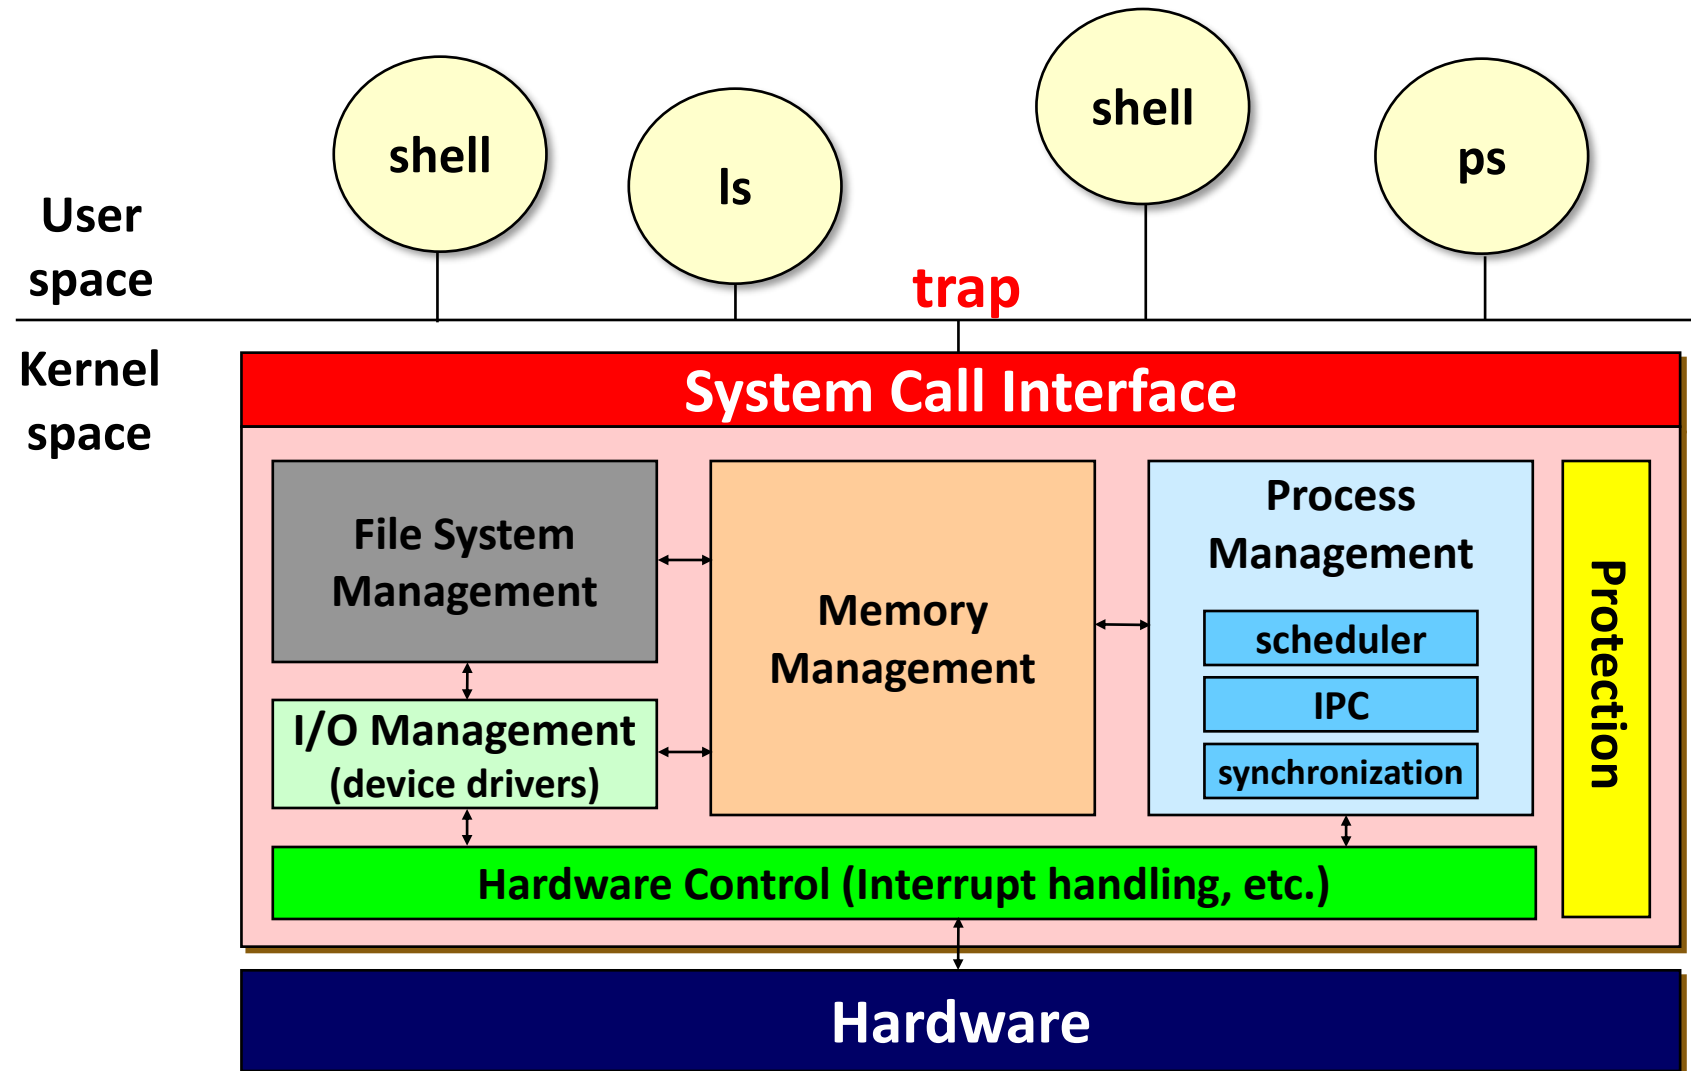 shell
ls
shell
ps
User
space
trap
Kernel
space
System Call Interface
File System
Management
Memory
Management
Process
Management
scheduler
IPC
synchronization
Protection
I/O Management
(device drivers)
Hardware Control (Interrupt handling, etc.)
Hardware